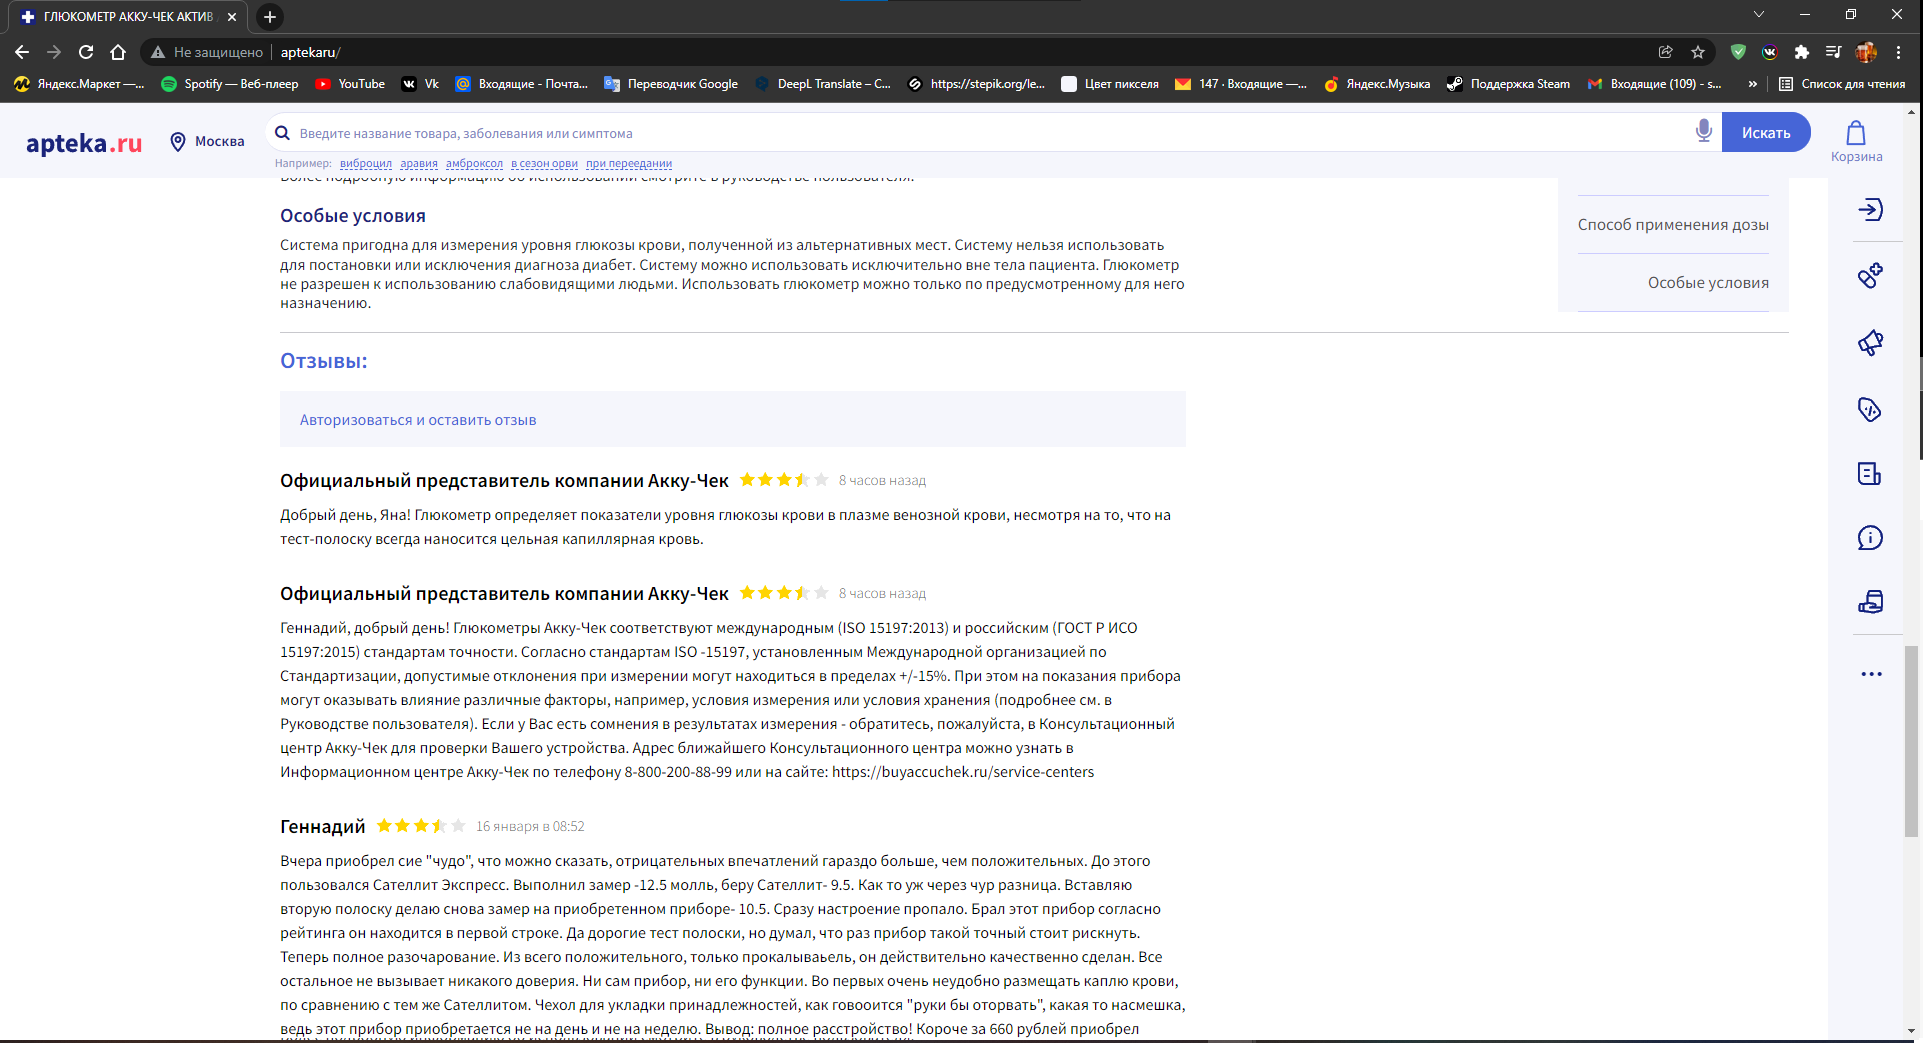 ГЛЮКОМЕТР АККУ-ЧЕК АКТИВ
Не защищено aptekaru/
Яндекс.Маркет —... Spotify — Веб-плеер YouTube Vk Входящие - Почта... Переводчик Google DeepL Translate – С... https://stepik.org/le... Цвет пикселя 147 · Входящие —... Яндекс.Музыка Поддержка Steam Входящие (109) - s... » Список для чтения
apteka.ru Москва Введите название товара, заболевания или симптома Искать Корзина
Например: виброцил аравия амброксол в сезон орви при переедании
Более подробную информацию об использовании смотрите в руководстве пользователя.
Способ применения дозы
Особые условия
Особые условия
Система пригодна для измерения уровня глюкозы крови, полученной из альтернативных мест. Систему нельзя использовать
для постановки или исключения диагноза диабет. Систему можно использовать исключительно вне тела пациента. Глюкометр
не разрешен к использованию слабовидящими людьми. Использовать глюкометр можно только по предусмотренному для него
назначению.
Отзывы:
Авторизоваться и оставить отзыв
Официальный представитель компании Акку-Чек 8 часов назад
Добрый день, Яна! Глюкометр определяет показатели уровня глюкозы крови в плазме венозной крови, несмотря на то, что на
тест-полоску всегда наносится цельная капиллярная кровь.
Официальный представитель компании Акку-Чек 8 часов назад
Геннадий, добрый день! Глюкометры Акку-Чек соответствуют международным (ISO 15197:2013) и российским (ГОСТ Р ИСО
15197:2015) стандартам точности. Согласно стандартам ISO -15197, установленным Международной организацией по
Стандартизации, допустимые отклонения при измерении могут находиться в пределах +/-15%. При этом на показания прибора
могут оказывать влияние различные факторы, например, условия измерения или условия хранения (подробнее см. в
Руководстве пользователя). Если у Вас есть сомнения в результатах измерения - обратитесь, пожалуйста, в Консультационный
центр Акку-Чек для проверки Вашего устройства. Адрес ближайшего Консультационного центра можно узнать в
Информационном центре Акку-Чек по телефону 8-800-200-88-99 или на сайте: https://buyaccuchek.ru/service-centers
Геннадий 16 января в 08:52
Вчера приобрел сие "чудо", что можно сказать, отрицательных впечатлений гараздо больше, чем положительных. До этого
пользовался Сателлит Экспресс. Выполнил замер -12.5 молль, беру Сателлит- 9.5. Как то уж через чур разница. Вставляю
вторую полоску делаю снова замер на приобретенном приборе- 10.5. Сразу настроение пропало. Брал этот прибор согласно
рейтинга он находится в первой строке. Да дорогие тест полоски, но думал, что раз прибор такой точный стоит рискнуть.
Теперь полное разочарование. Из всего положительного, только прокалываьель, он действительно качественно сделан. Все
остальное не вызывает никакого доверия. Ни сам прибор, ни его функции. Во первых очень неудобно размещать каплю крови,
по сравнению с тем же Сателлитом. Чехол для укладки принадлежностей, как говооится "руки бы оторвать", какая то насмешка,
ведь этот прибор приобретается не на день и не на неделю. Вывод: полное расстройство! Короче за 660 рублей приобрел